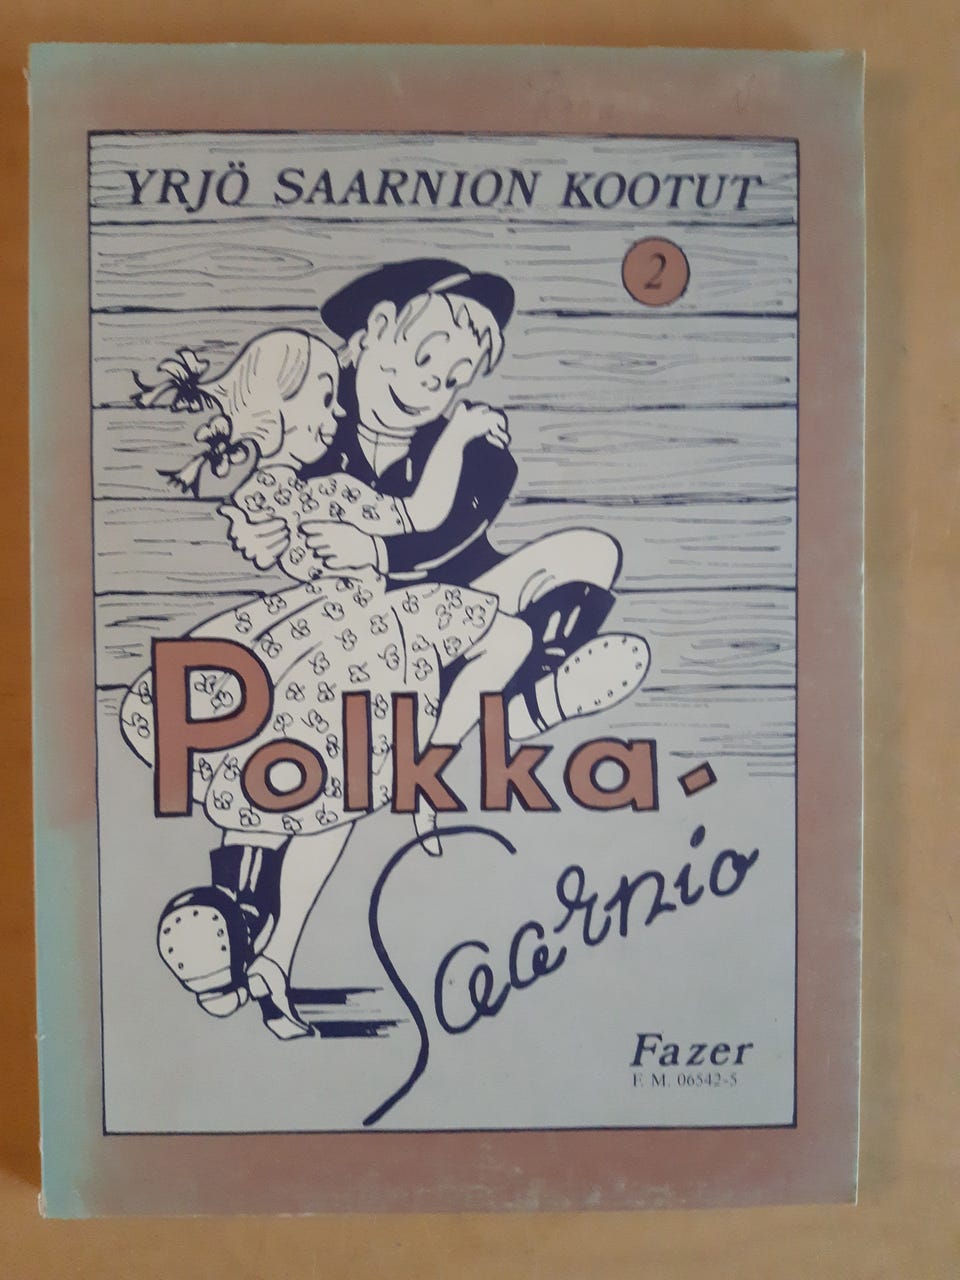 YRJÖ SAARNION KOOTUT
2
Polkka-
Saarnio
Fazer
F. M. 06542-5